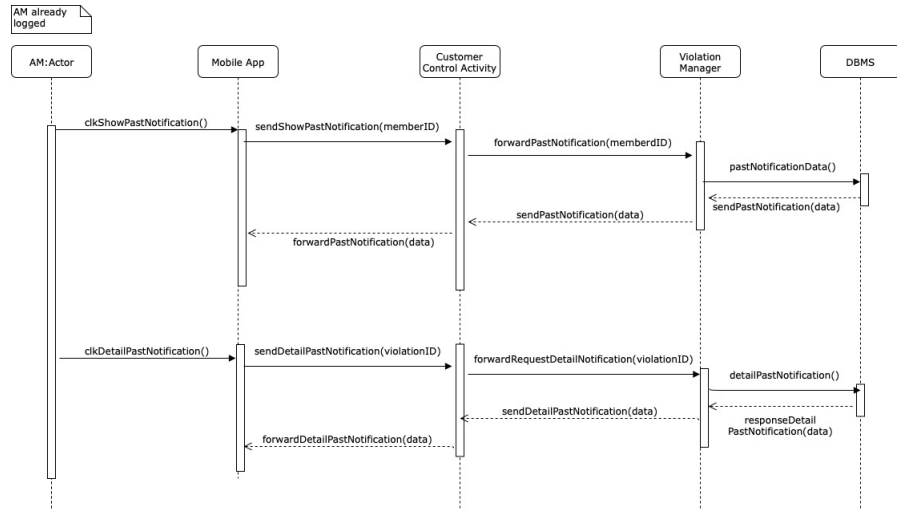 AM already
logged
AM:Actor
Mobile App
Customer
Control Activity
Violation
Manager
DBMS
clkShowPastNotification()
sendShowPastNotification(memberID)
forwardPastNotification(memberdID)
pastNotificationData()
sendPastNotification(data)
sendPastNotification(data)
forwardPastNotification(data)
clkDetailPastNotification()
sendDetailPastNotification(violationID)
forwardRequestDetailNotification(violationID)
detailPastNotification()
sendDetailPastNotification(data)
responseDetail
PastNotification(data)
forwardDetailPastNotification(data)